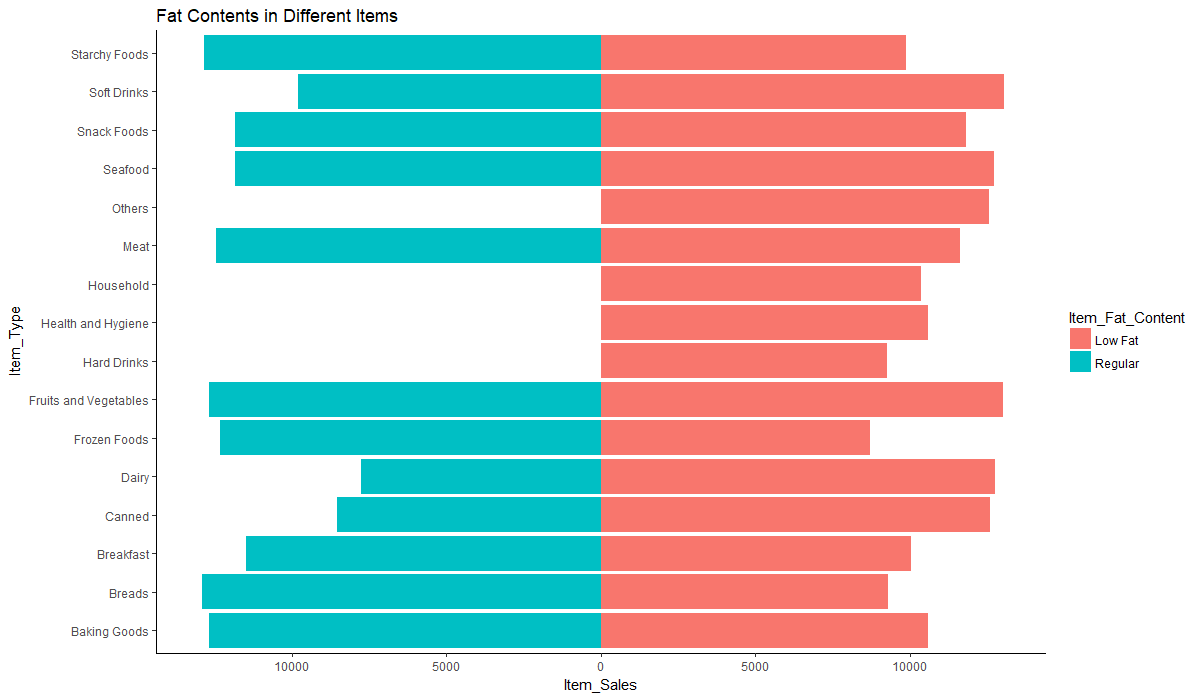 Fat Contents in Different Items
Item_Type
Starchy Foods
Soft Drinks
Snack Foods
Seafood
Others
Meat
Household
Health and Hygiene
Hard Drinks
Fruits and Vegetables
Frozen Foods
Dairy
Canned
Breakfast
Breads
Baking Goods
10000 5000 0 5000 10000
Item_Sales
Item_Fat_Content
Low Fat
Regular